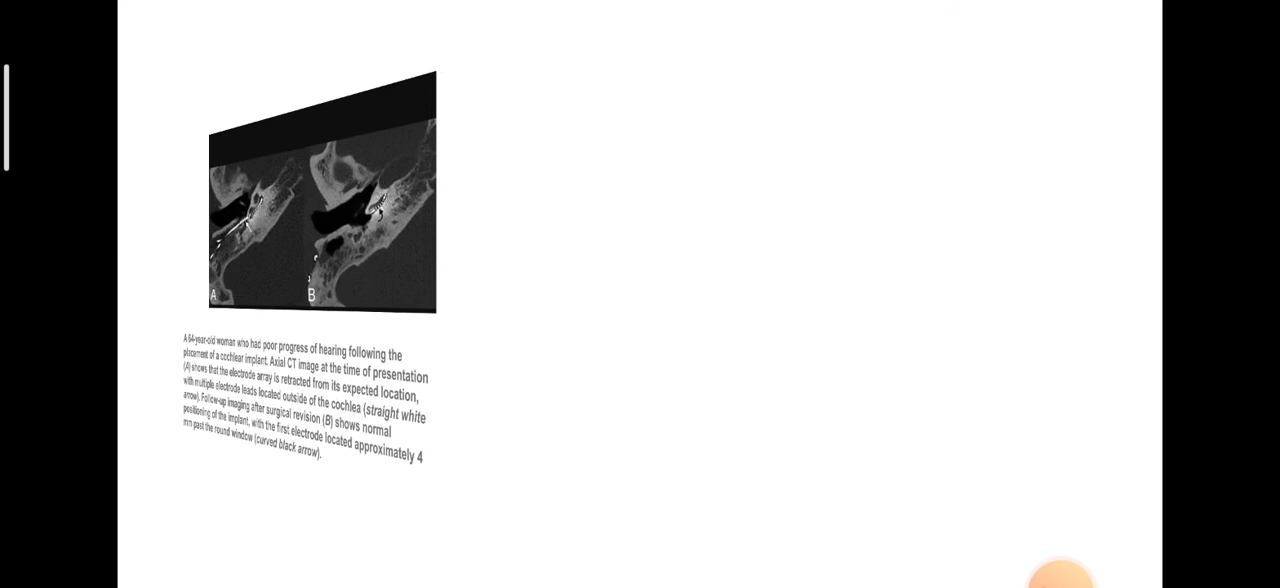 A
B
A 64-year-old woman who had poor progress of hearing following the
placement of a cochlear implant. Axial CT image at the time of presentation
(A) shows that the electrode array is retracted from its expected location,
with multiple electrode leads located outside of the cochlea (straight white
arrow). Follow-up imaging after surgical revision (B) shows normal
positioning of the implant, with the first electrode located approximately 4
mm past the round window (curved black arrow).